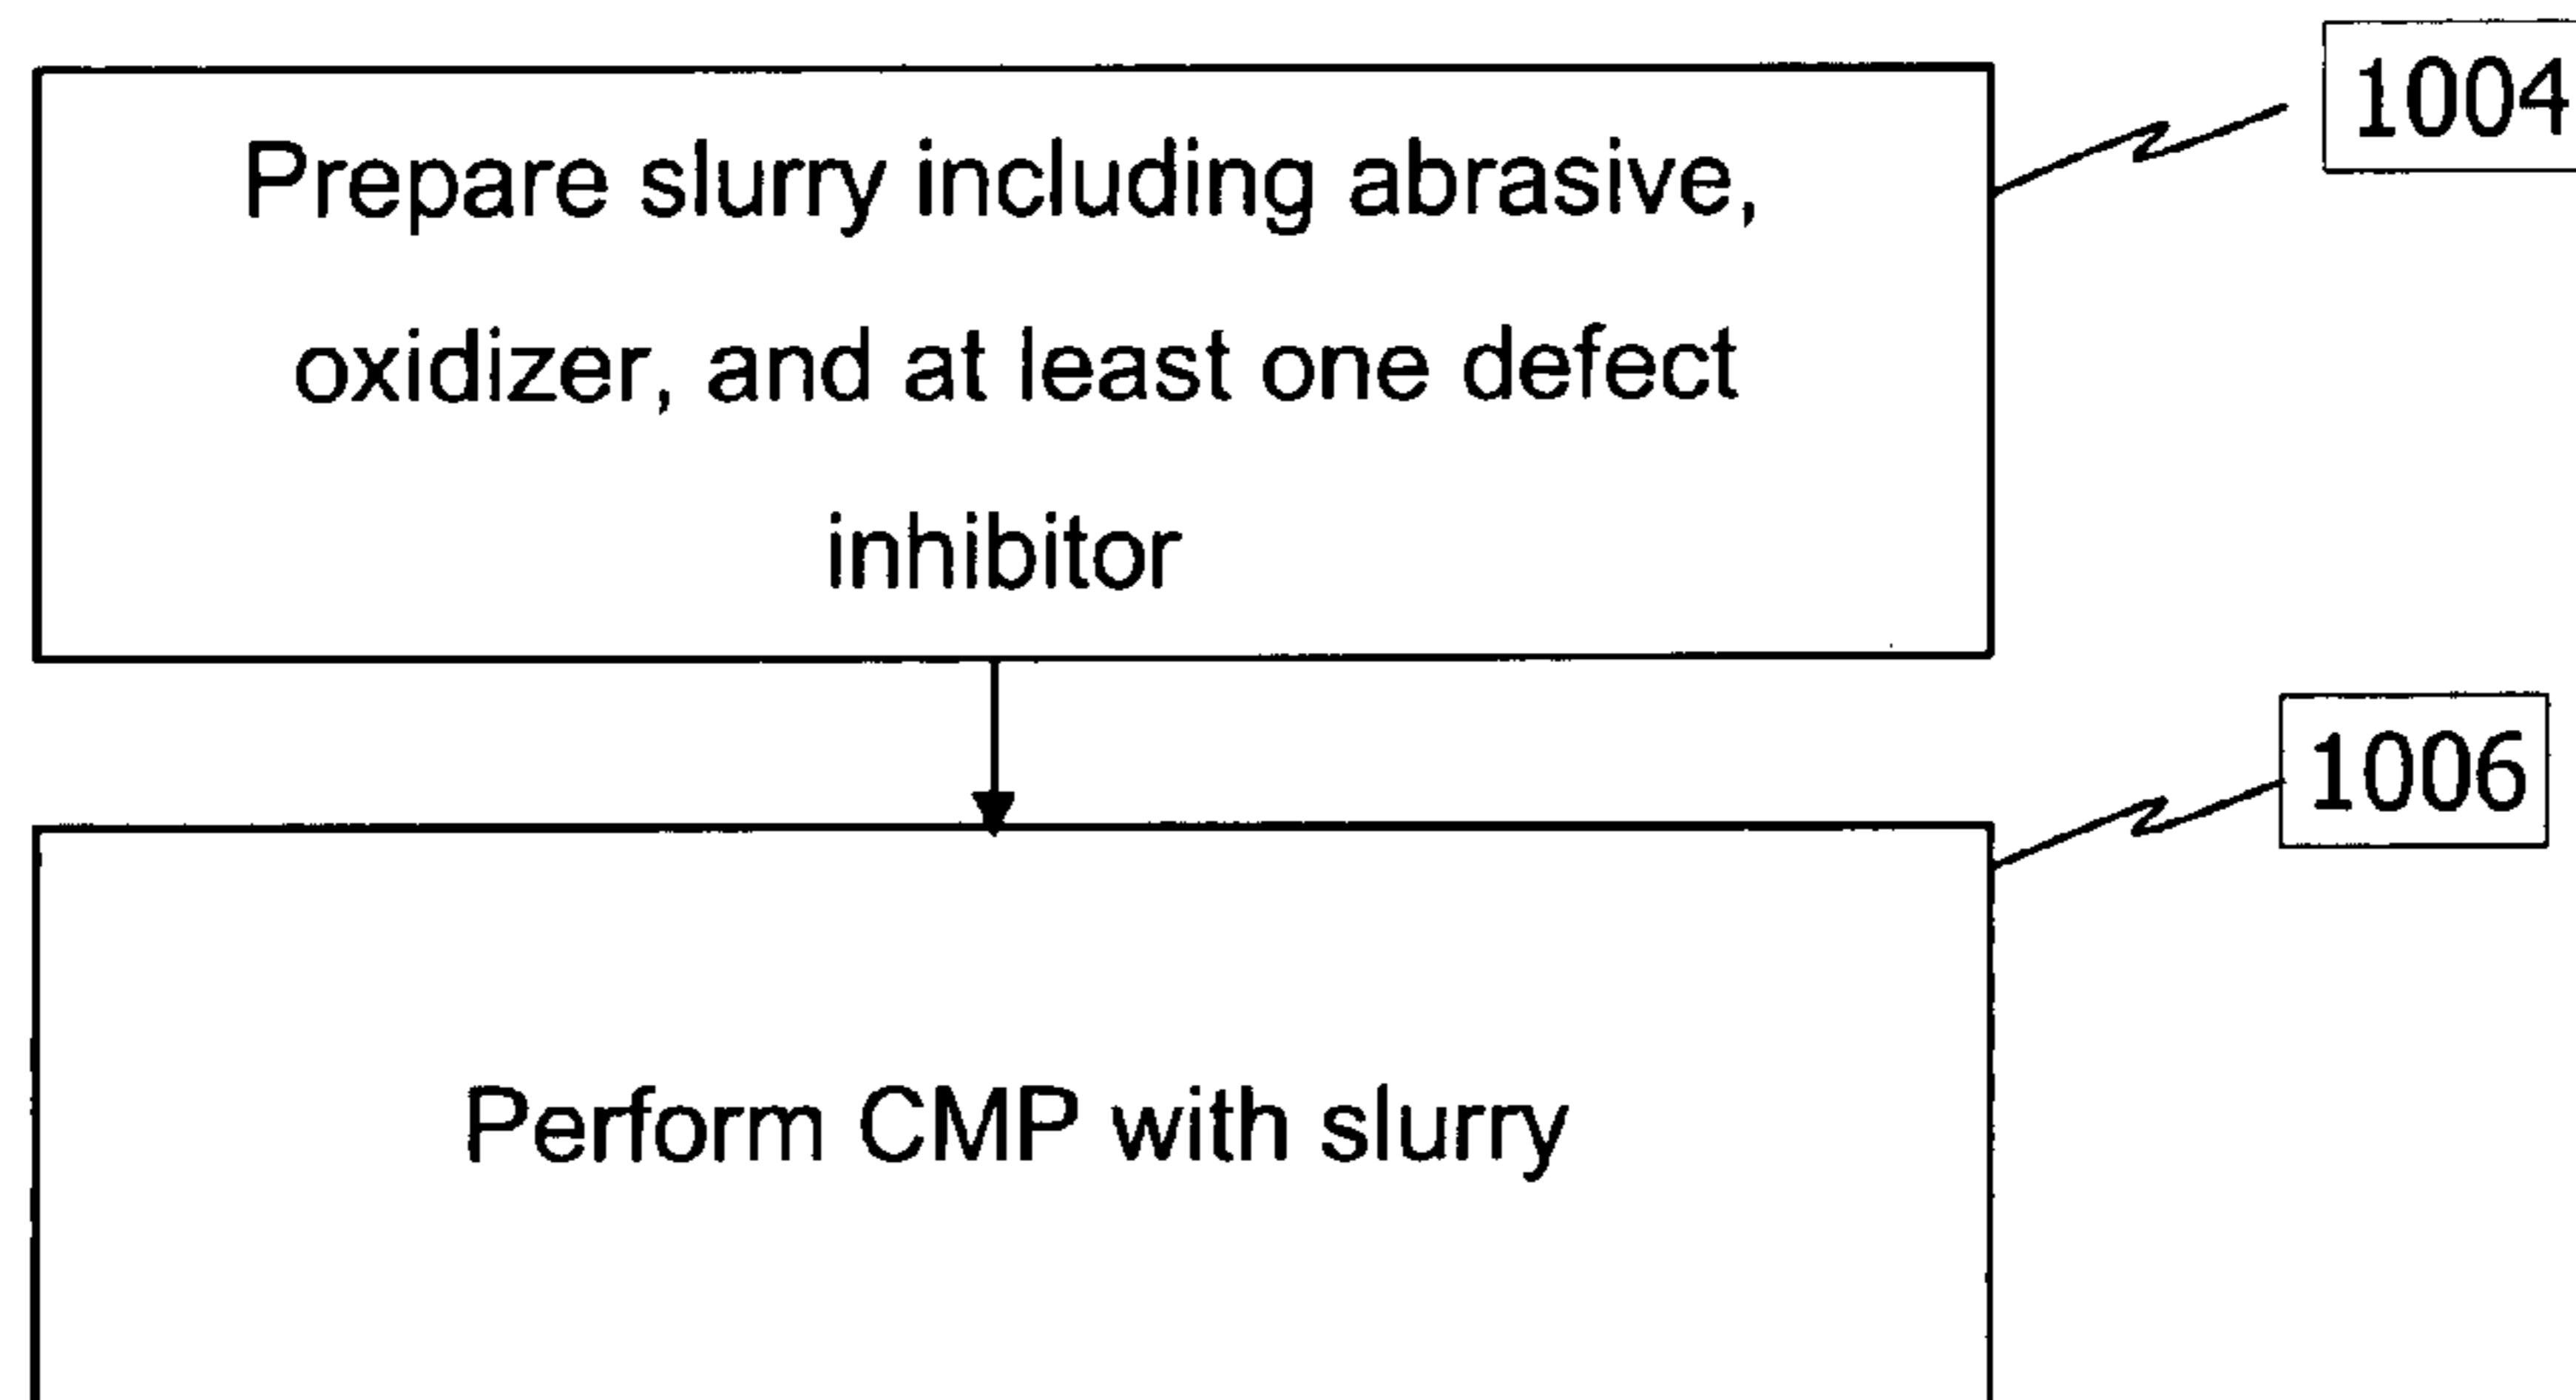 1004
Prepare slurry including abrasive,
oxidizer, and at least one defect
inhibitor
1006
Perform CMP with slurry